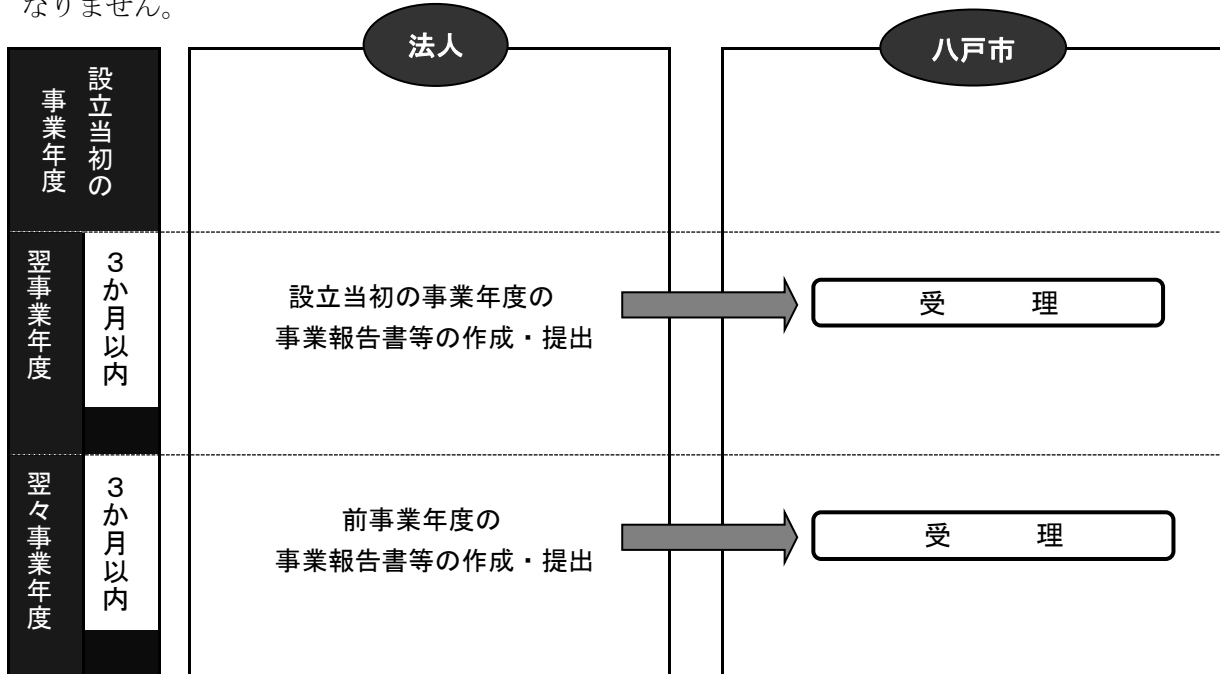 なりません。
法人
八戸市
設立当初の
事業年度
翌事業年度
３か月以内
設立当初の事業年度の
事業報告書等の作成・提出
受　　　理
翌々事業年度
３か月以内
前事業年度の
事業報告書等の作成・提出
受　　　理